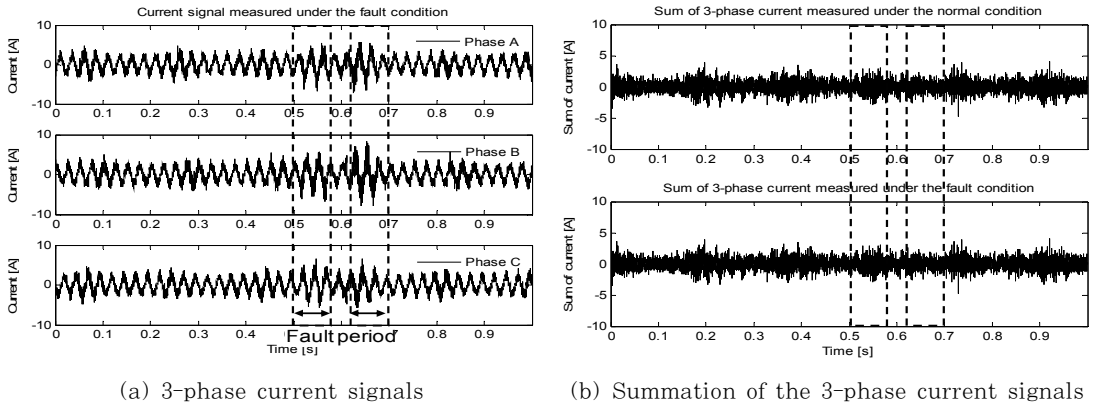 Current signal measured under the fault condition
10
0
-10
Current [A]
Phase A
0 0.1 0.2 0.3 0.4 0.5 0.6 0.7 0.8 0.9
10
0
-10
Current [A]
Phase B
0 0.1 0.2 0.3 0.4 0.5 0.6 0.7 0.8 0.9
10
0
-10
Current [A]
Phase C
0 0.1 0.2 0.3 0.4 0.6 0.7 0.8 0.9
Fault period
Time [s]
(a) 3-phase current signals
Sum of 3-phase current measured under the normal condition
10
5
0
-5
-10
Sum of current [A]
0 0.1 0.2 0.3 0.4 0.5 0.6 0.7 0.8 0.9
Sum of 3-phase current measured under the fault condition
10
5
0
-5
-10
Sum of current [A]
0 0.1 0.2 0.3 0.4 0.5 0.6 0.7 0.8 0.9
Time [s]
(b) Summation of the 3-phase current signals